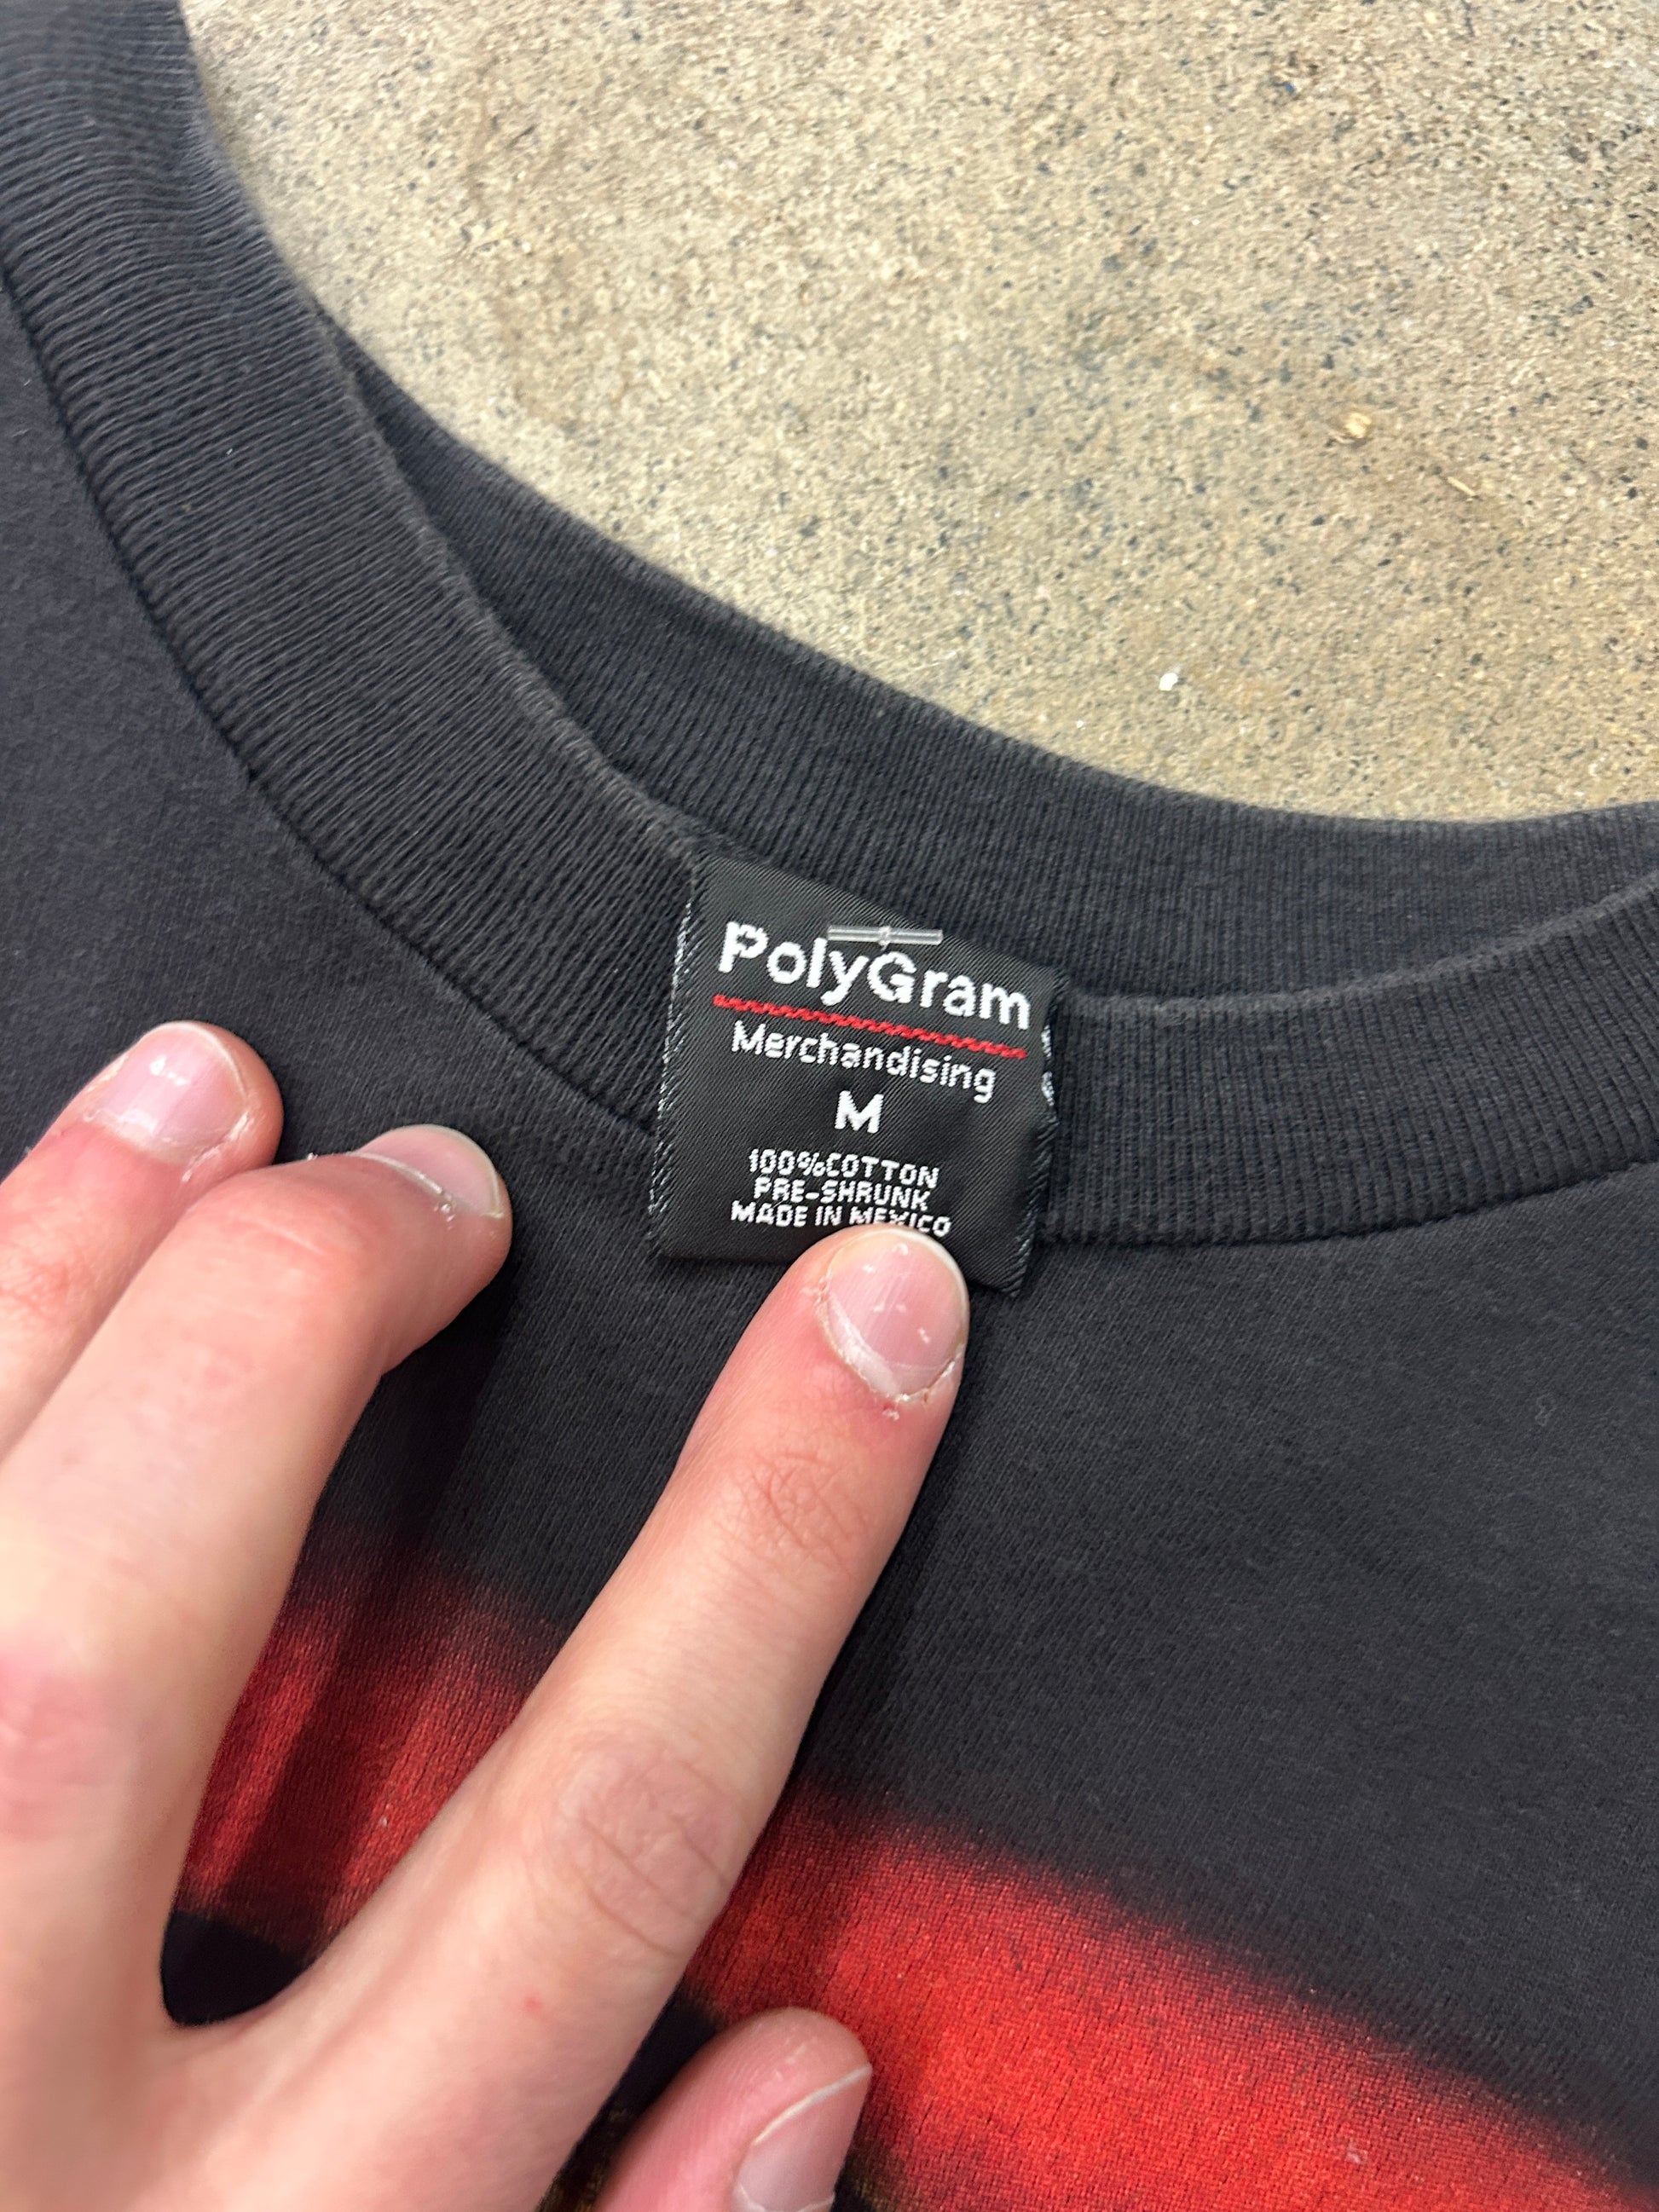 PolyGram
Merchandising
M
100%COTTON
PRE-SHRUNK
MADE IN MEXICO